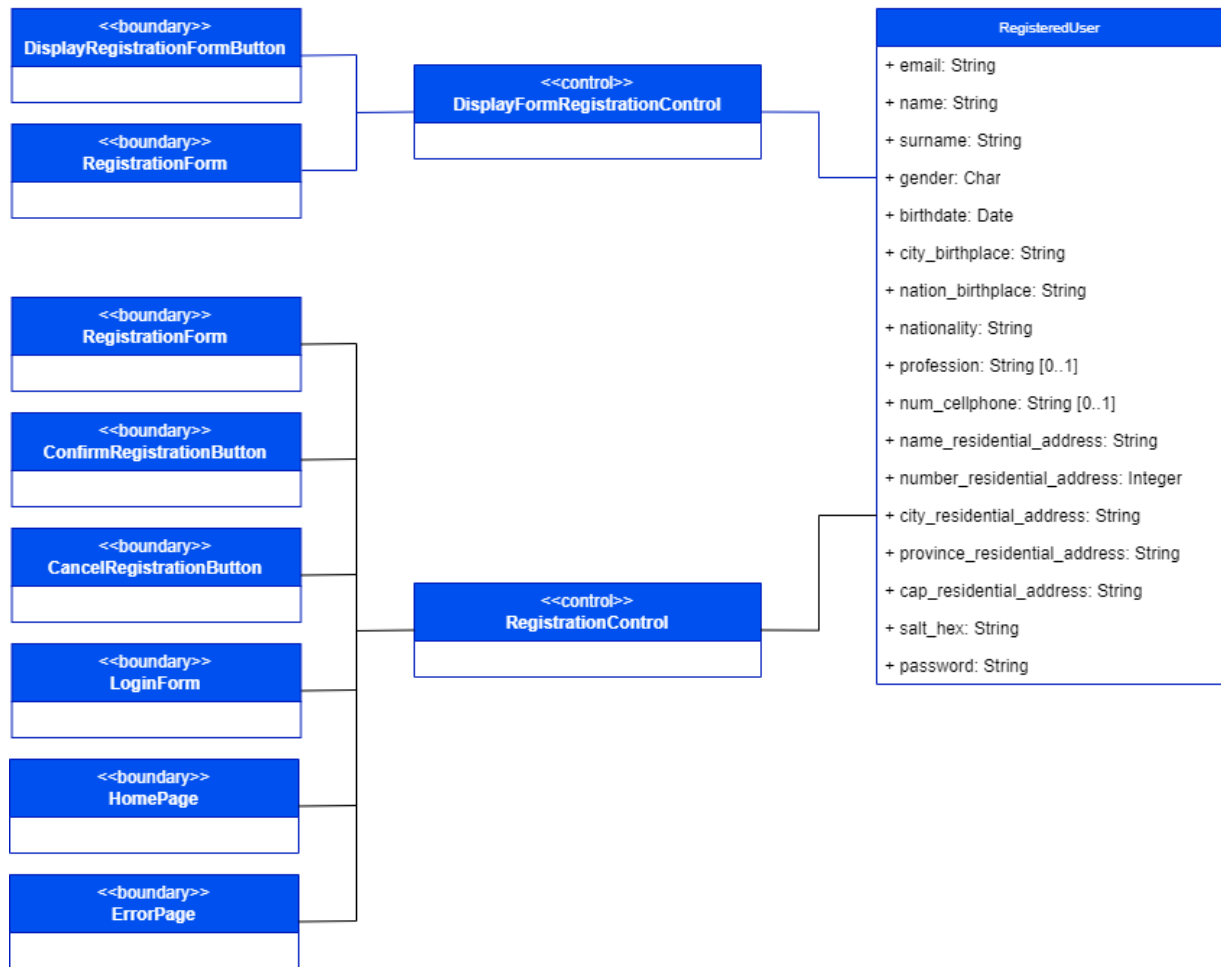 <<boundary>>
DisplayRegistrationFormButton
<<boundary>>
RegistrationForm
<<control>>
DisplayFormRegistrationControl
<<boundary>>
RegistrationForm
<<boundary>>
ConfirmRegistrationButton
<<boundary>>
CancelRegistrationButton
<<boundary>>
LoginForm
<<boundary>>
HomePage
<<boundary>>
ErrorPage
<<control>>
RegistrationControl
RegisteredUser
+ email: String
+ name: String
+ surname: String
+ gender: Char
+ birthdate: Date
+ city_birthplace: String
+ nation_birthplace: String
+ nationality: String
+ profession: String [0..1]
+ num_cellphone: String [0..1]
+ name_residential_address: String
+ number_residential_address: Integer
+ city_residential_address: String
+ province_residential_address: String
+ cap_residential_address: String
+ salt_hex: String
+ password: String